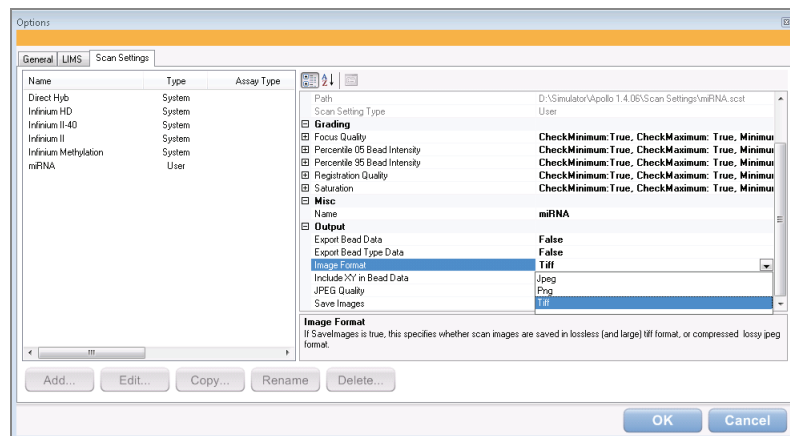 Options
General LIMS Scan Settings
Name Type Assay Type
Direct Hyb System
Infinium HD System
Infinium II-40 System
Infinium II System
Infinium Methylation System
miRNA User
Path D:\Simulator\Apollo 1.4.06\Scan Settings\miRNA.scst
Scan Setting Type User
Grading
Focus Quality CheckMinimum:True, CheckMaximum: True, Minimu
Percentile 05 Bead Intensity CheckMinimum:True, CheckMaximum: True, Minimu
Percentile 95 Bead Intensity CheckMinimum:True, CheckMaximum: True, Minimu
Registration Quality CheckMinimum:True, CheckMaximum: True, Minimu
Saturation CheckMinimum:True, CheckMaximum: True, Minimu
Misc
Name miRNA
Output
Export Bead Data False
Export Bead Type Data False
Image Format Tiff
Include XY in Bead Data Jpeg
JPEG Quality Png
Save Images Tiff
Image Format
If SaveImages is true, this specifies whether scan images are saved in lossless (and large) tiff format, or compressed lossy jpeg
format.
Add... Edit... Copy... Rename Delete...
OK Cancel